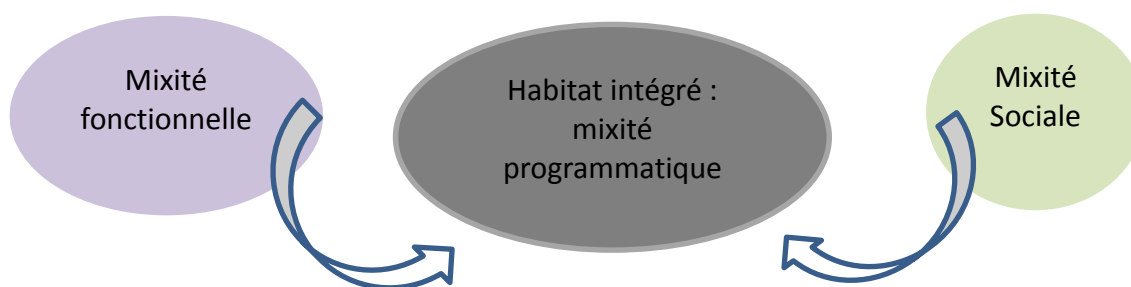 Mixité
fonctionnelle
Habitat intégré :
mixité
programmatique
Mixité
Sociale